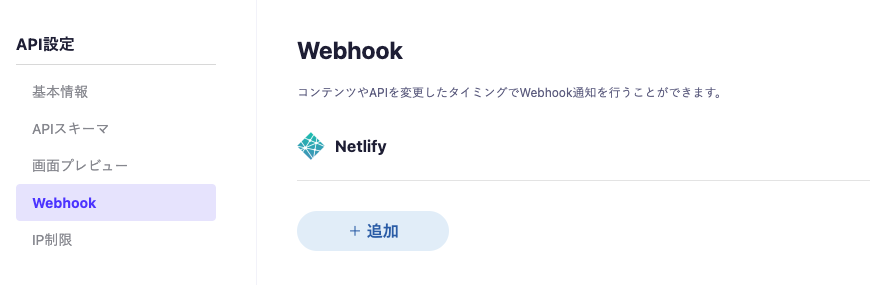 API設定
基本情報
APIスキーマ
画面プレビュー
Webhook
IP制限
Webhook
コンテンツやAPIを変更したタイミングでWebhook通知を行うことができます。
Netlify
＋ 追加